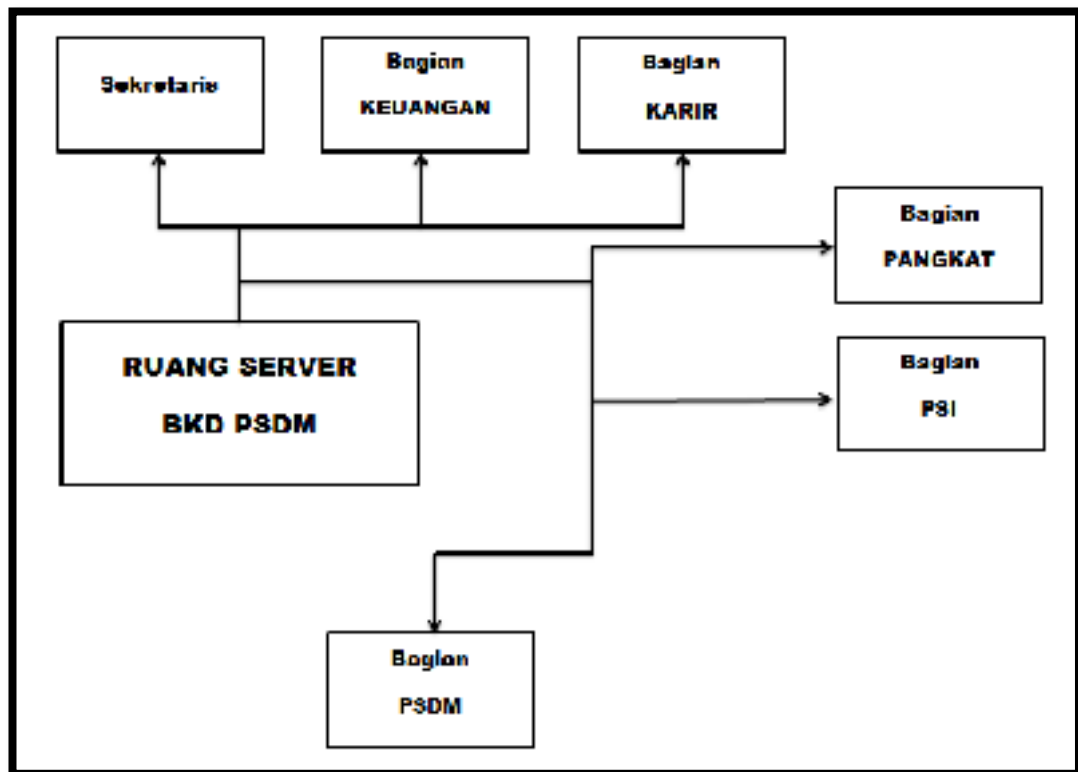 Sekretaris
Bagian
KEUANGAN
Bagian
KARIR
Bagian
PANGKAT
RUANG SERVER
BKD PSDM
Bagian
PSI
Bagian
PSDM